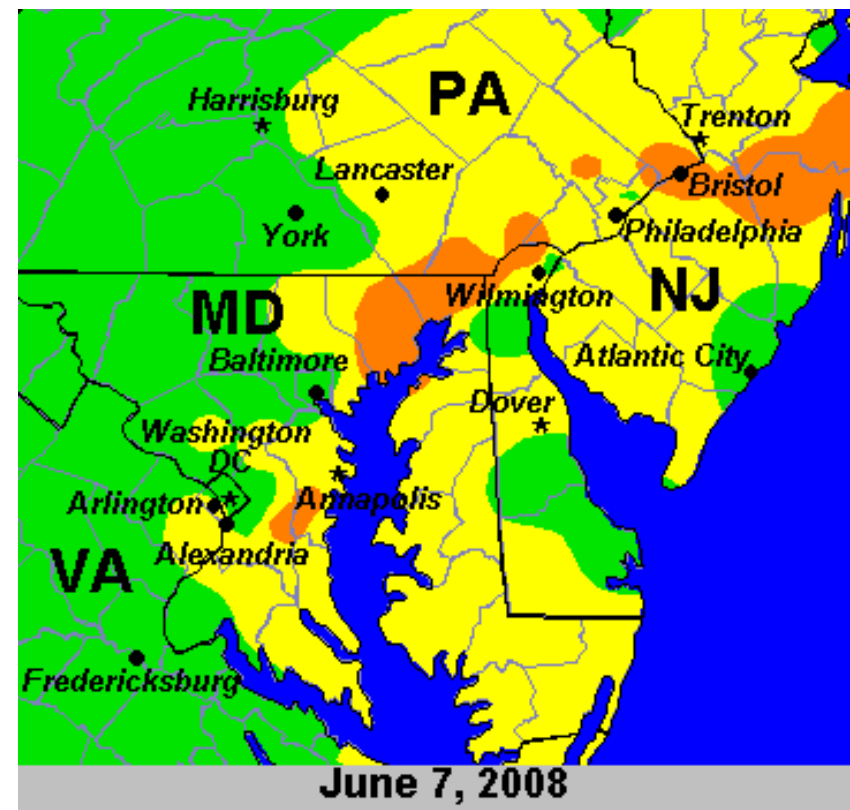 PA
Harrisburg
Trenton
Lancaster
Bristol
York
Philadelphia
MD
Wilmington
NJ
Baltimore
Atlantic City
Dover
Washington
DC
Arlington
Annapolis
Alexandria
VA
Fredericksburg
June 7, 2008